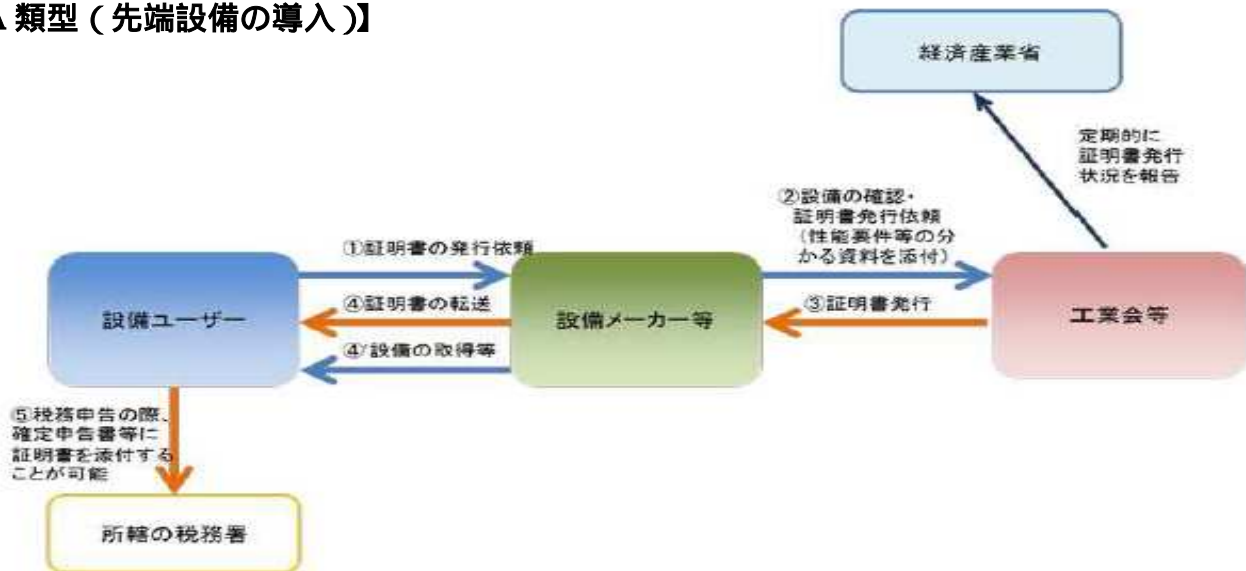 類型（先端設備の導入）】
経済産業省
定期的に
証明書発行
状況を報告
②設備の確認・
証明書発行依頼
（性能要件等の分
かる資料を添付）
①証明書の発行依頼
設備ユーザー
④証明書の転送
設備メーカー等
③証明書発行
工業会等
④'設備の取得等
⑤税務申告の際、
確定申告書等に
証明書を添付する
ことが可能
所轄の税務署